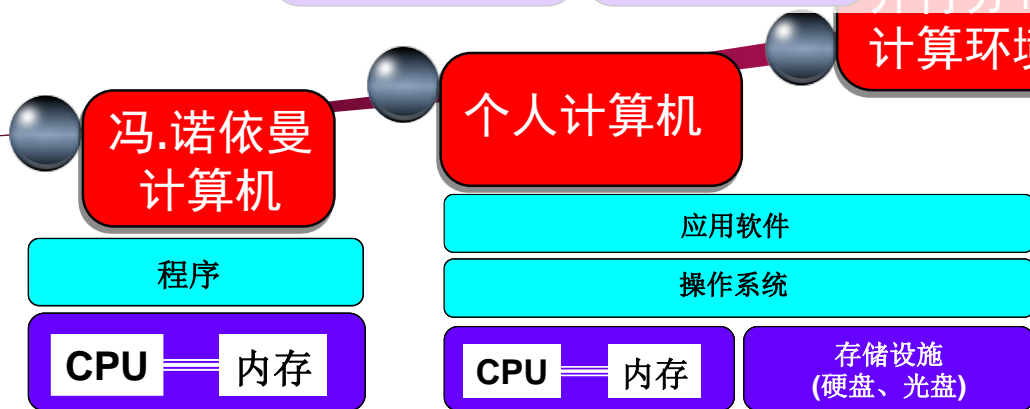 计算环
冯.诺依曼
计算机
个人计算机
程序
CPU
内存
应用软件
操作系统
CPU
内存
存储设施
(硬盘、光盘)